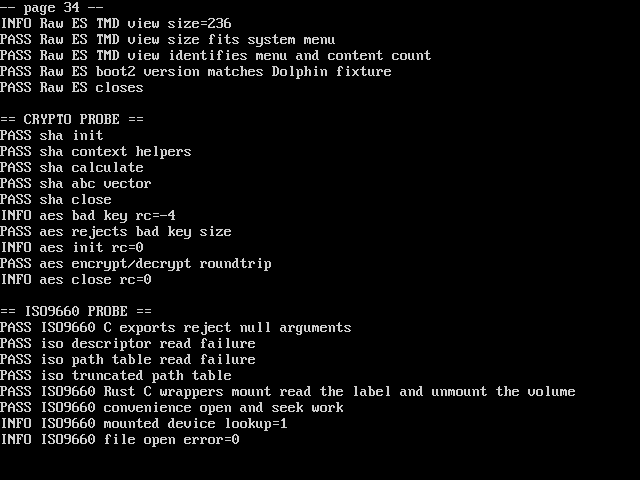 -- page 34 --
INFO Raw ES TMD view size=236
PASS Raw ES TMD view size fits system menu
PASS Raw ES TMD view identifies menu and content count
PASS Raw ES boot2 version matches Dolphin fixture
PASS Raw ES closes
== CRYPTO PROBE ==
PASS sha init
PASS sha context helpers
PASS sha calculate
PASS sha abc vector
PASS sha close
INFO aes bad key rc=-4
PASS aes rejects bad key size
INFO aes init rc=0
PASS aes encrypt/decrypt roundtrip
INFO aes close rc=0
== ISO9660 PROBE ==
PASS ISO9660 C exports reject null arguments
PASS iso descriptor read failure
PASS iso path table read failure
PASS iso truncated path table
PASS ISO9660 Rust C wrappers mount read the label and unmount the volume
PASS ISO9660 convenience open and seek work
INFO ISO9660 mounted device lookup=1
INFO ISO9660 file open error=0